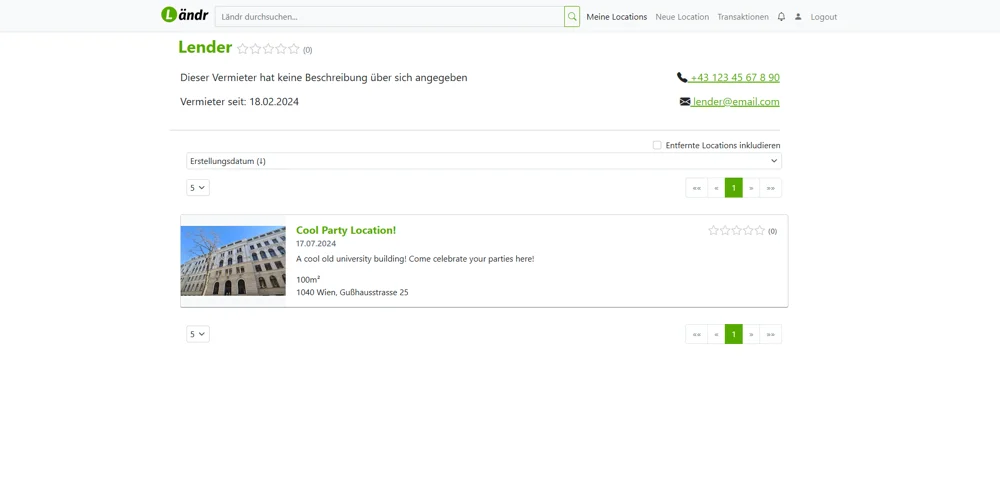 Ländr
Ländr durchsuchen...
Meine Locations
Neue Location
Transaktionen
Logout
Lender (0)
Dieser Vermieter hat keine Beschreibung über sich angegeben
+43 123 45 67 8 90
Vermieter seit: 18.02.2024
lender@email.com
Entfernte Locations inkludieren
Erstellungsdatum (↓)
5
«« « 1 » »»
Cool Party Location!
(0)
17.07.2024
A cool old university building! Come celebrate your parties here!
100m²
1040 Wien, Gußhausstrasse 25
5
«« « 1 » »»